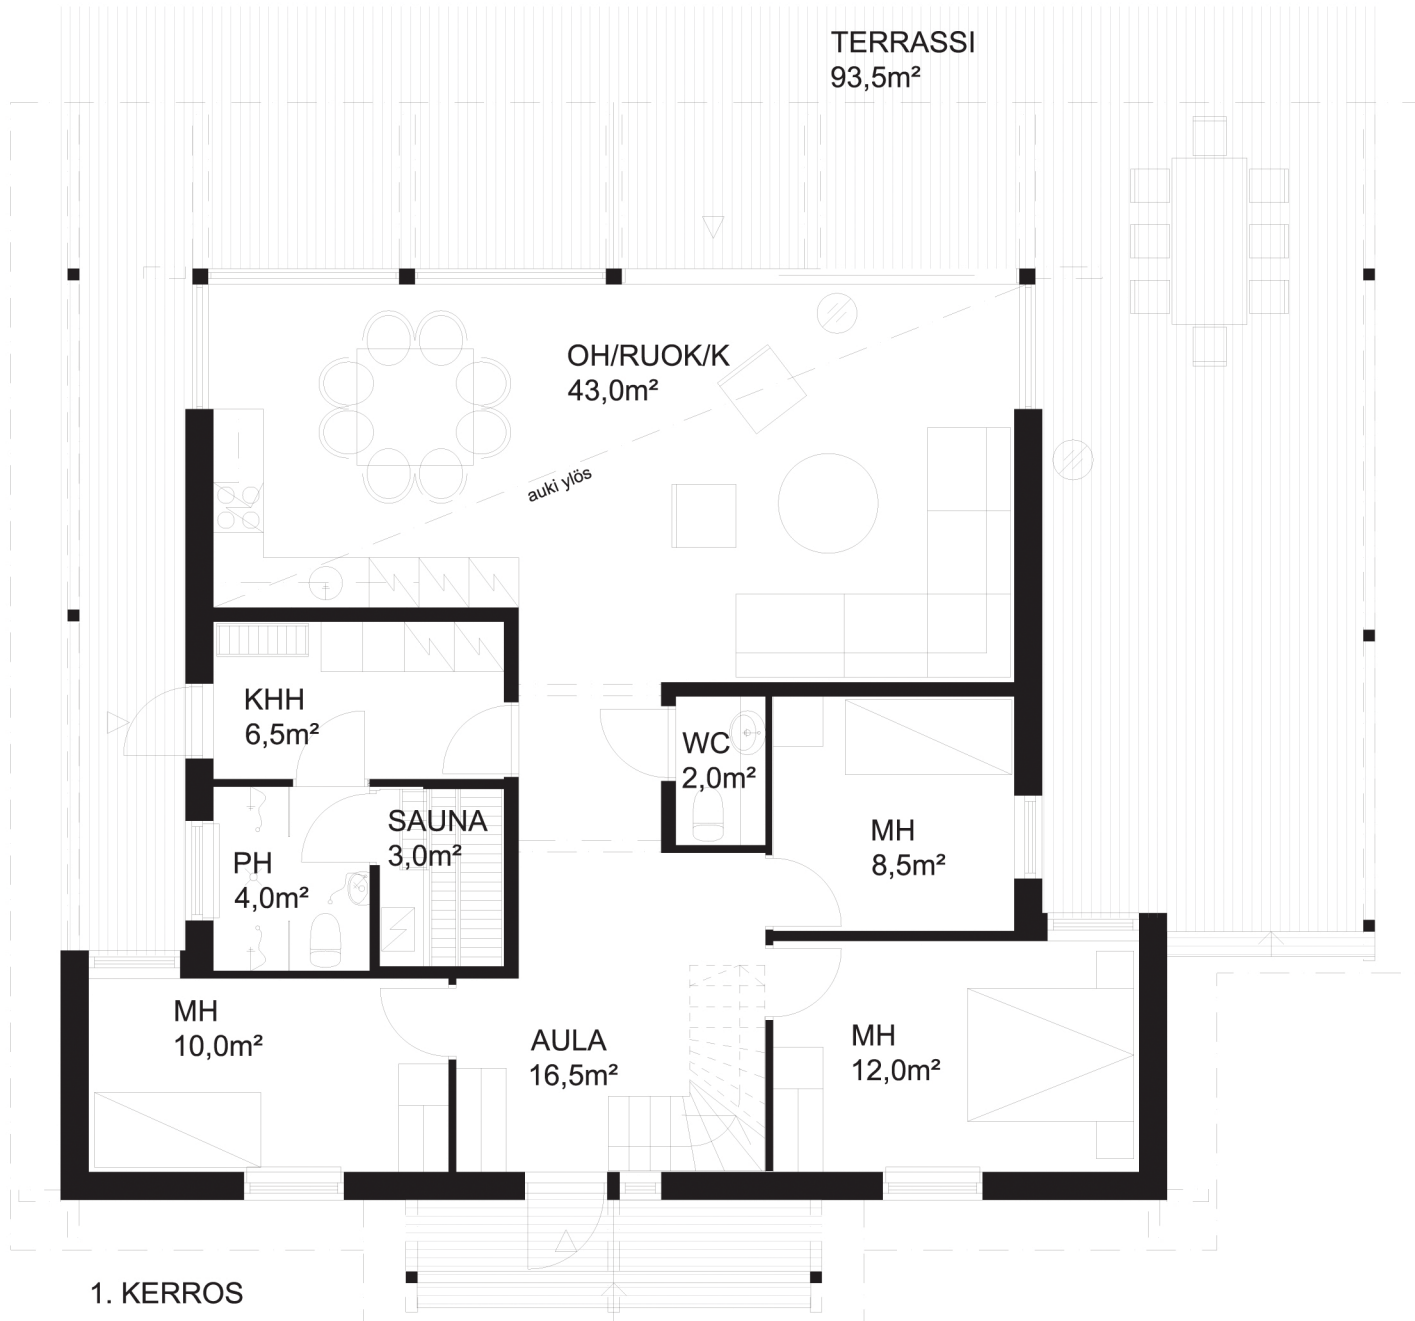 TERRASSI
93,5m²
OH/RUOK/K
43,0m²
auki ylös
KHH
6,5m²
WC
2,0m²
SAUNA
3,0m²
MH
8,5m²
PH
4,0m²
MH
10,0m²
AULA
16,5m²
MH
12,0m²
1. KERROS